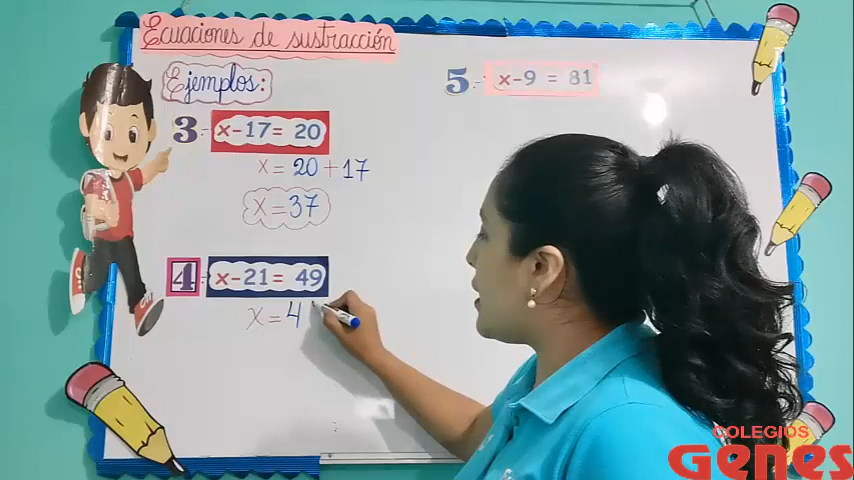 Ecuaciones de sustracción
Ejemplos:
3.- x-17= 20
x= 20+17
x=37
4.- x-21= 49
x= 4
5.- x-9 = 81
COLEGIOS
Genes